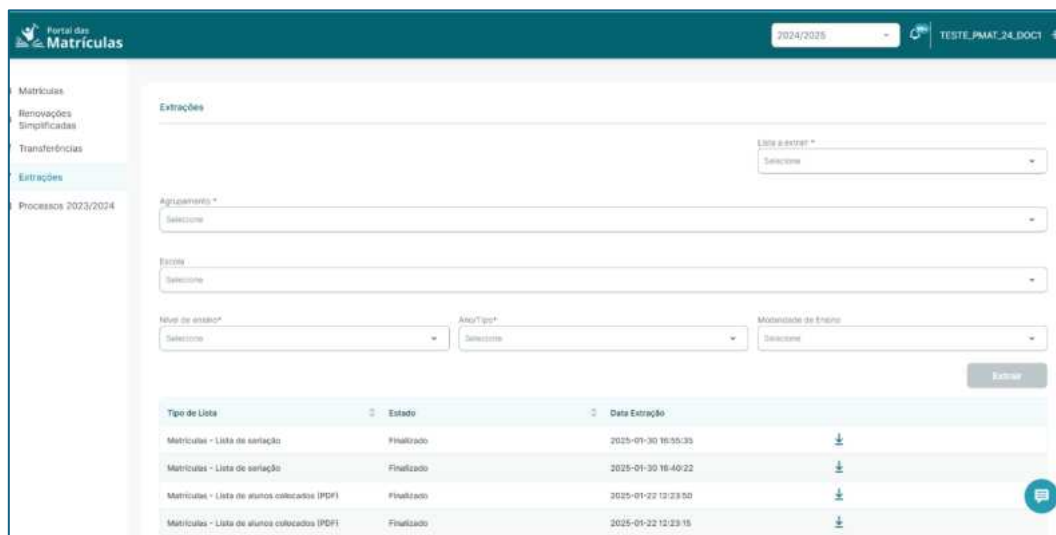 Portal das
Matrículas
2024/2025
TESTE_PMAT_24_DOC1
Matrículas
Renovações
Simplificadas
Transferências
Extrações
Processos 2023/2024
Extrações
Lista a extrair *
Selecione
Agrupamento *
Selecione
Escola
Selecione
Nível de ensino* Ano/Tipo* Modalidade de Ensino
Selecione Selecione Selecione
Extrair
Tipo de Lista Estado Data Extração
Matrículas - Lista de seriação Finalizado 2025-01-30 16:55:35
Matrículas - Lista de seriação Finalizado 2025-01-30 16:40:22
Matrículas - Lista de alunos colocados (PDF) Finalizado 2025-01-22 12:23:50
Matrículas - Lista de alunos colocados (PDF) Finalizado 2025-01-22 12:23:15